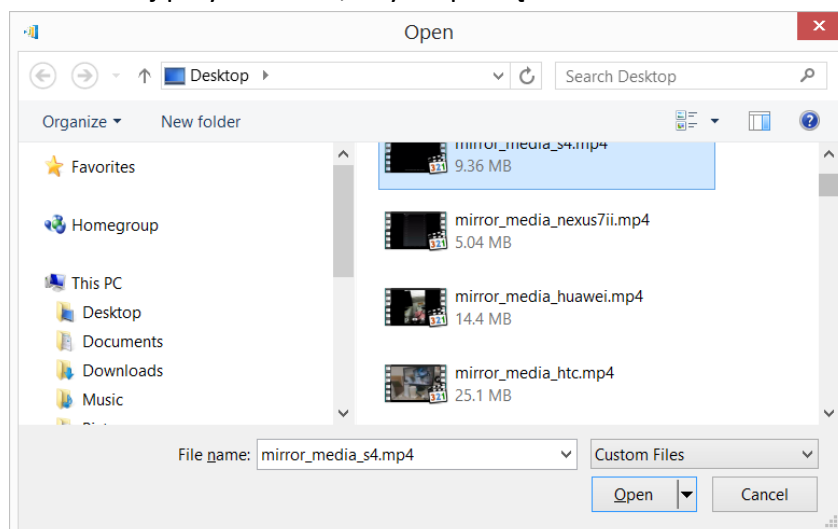 Open
Desktop
Search Desktop
Organize
New folder
Favorites
Homegroup
This PC
Desktop
Documents
Downloads
Music
mirror_media_s4.mp4
9.36 MB
mirror_media_nexus7ii.mp4
5.04 MB
mirror_media_huawei.mp4
14.4 MB
mirror_media_htc.mp4
25.1 MB
File name: mirror_media_s4.mp4
Custom Files
Open
Cancel